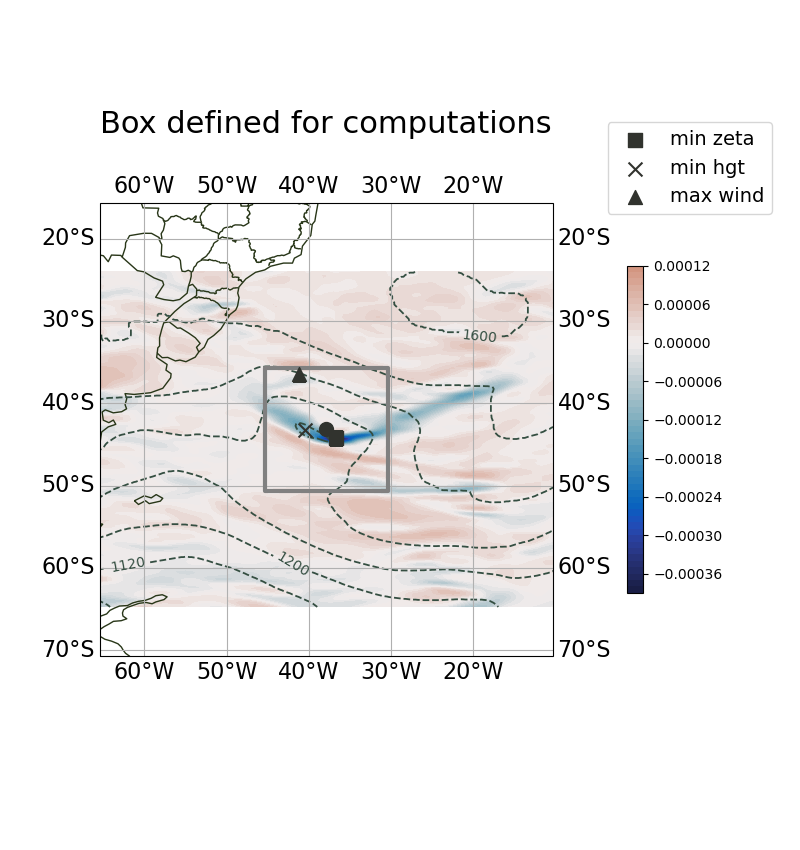 Box defined for computations
min zeta
min hgt
max wind
60°W 50°W 40°W 30°W 20°W
20°S 20°S
30°S 30°S
40°S 40°S
50°S 50°S
60°S 60°S
70°S 70°S
60°W 50°W 40°W 30°W 20°W
1600
1200
1120
0.00012
0.00006
0.00000
−0.00006
−0.00012
−0.00018
−0.00024
−0.00030
−0.00036